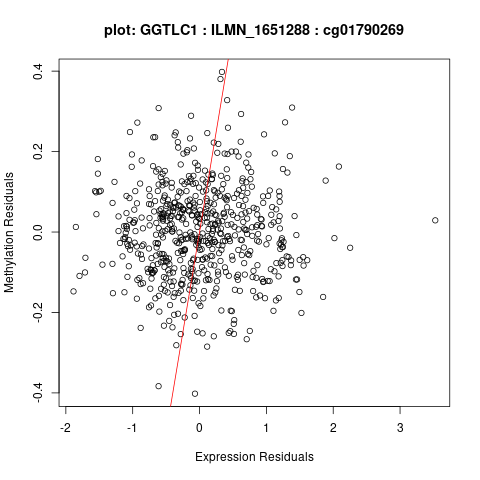 plot: GGTLC1 : ILMN_1651288 : cg01790269
Methylation Residuals
0.4
0.2
0.0
-0.2
-0.4
-2 -1 0 1 2 3
Expression Residuals